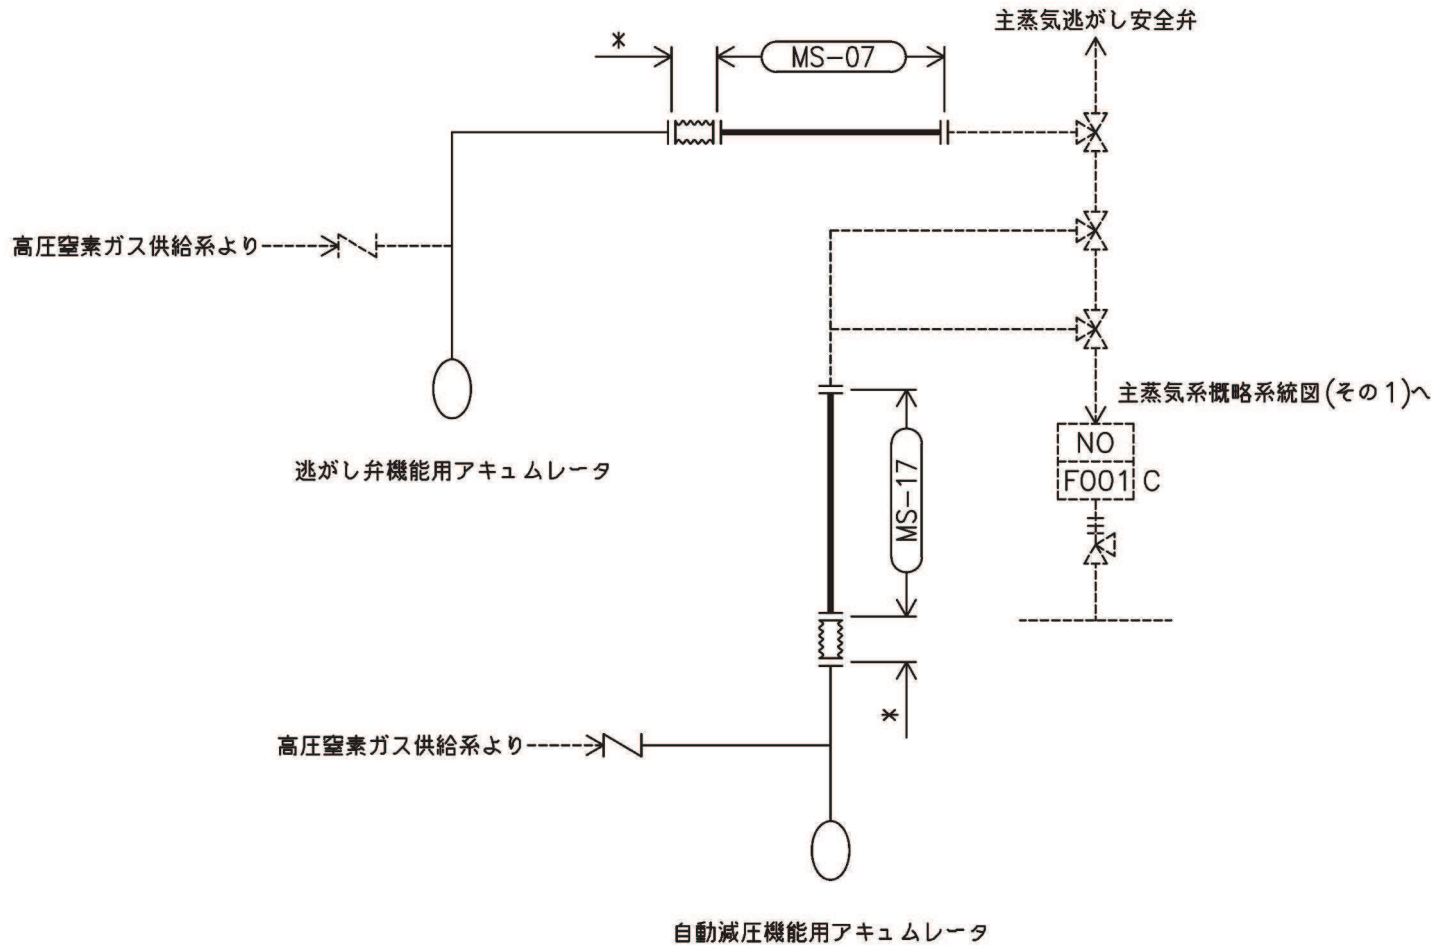 主蒸気逃がし安全弁
*
MS-07
高圧窒素ガス供給系より
主蒸気系概略系統図(その1)へ
NO
F001 C
逃がし弁機能用アキュムレータ
MS-17
*
高圧窒素ガス供給系より
自動減圧機能用アキュムレータ